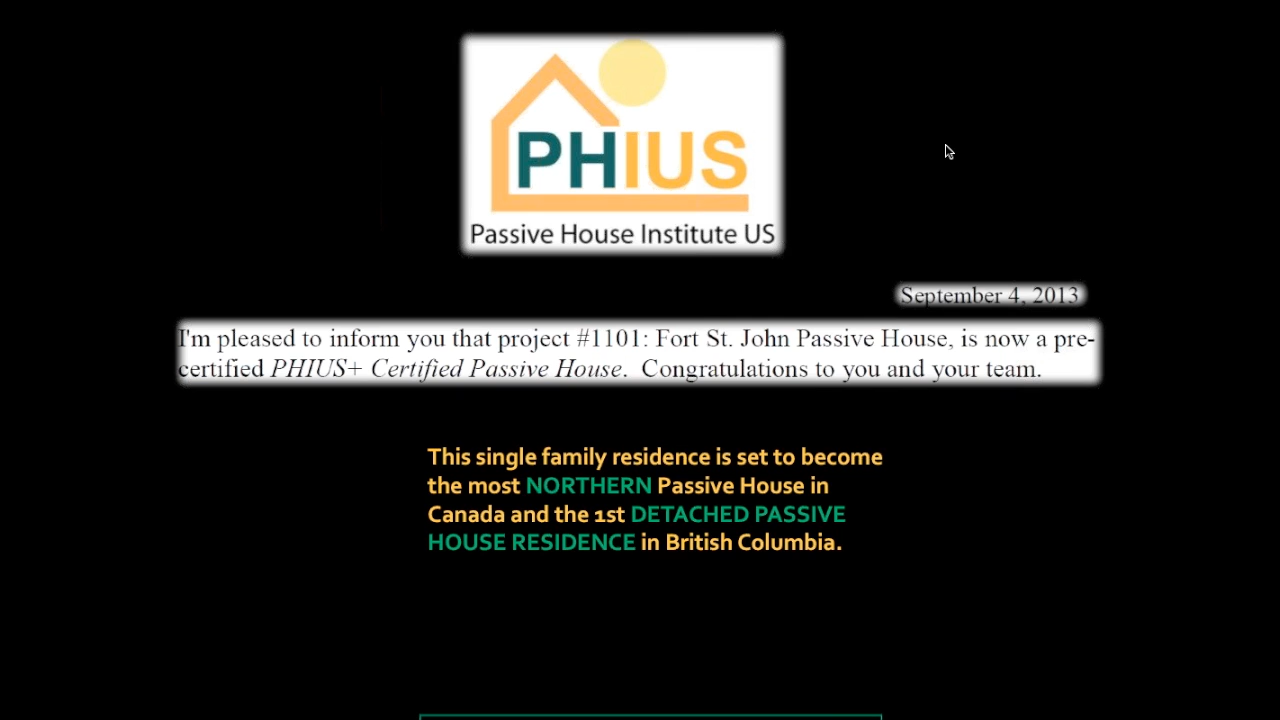 PHIUS
Passive House Institute US
September 4, 2013
I'm pleased to inform you that project #1101: Fort St. John Passive House, is now a pre-
certified PHIUS+ Certified Passive House.  Congratulations to you and your team.
This single family residence is set to become
the most NORTHERN Passive House in
Canada and the 1st DETACHED PASSIVE
HOUSE RESIDENCE in British Columbia.